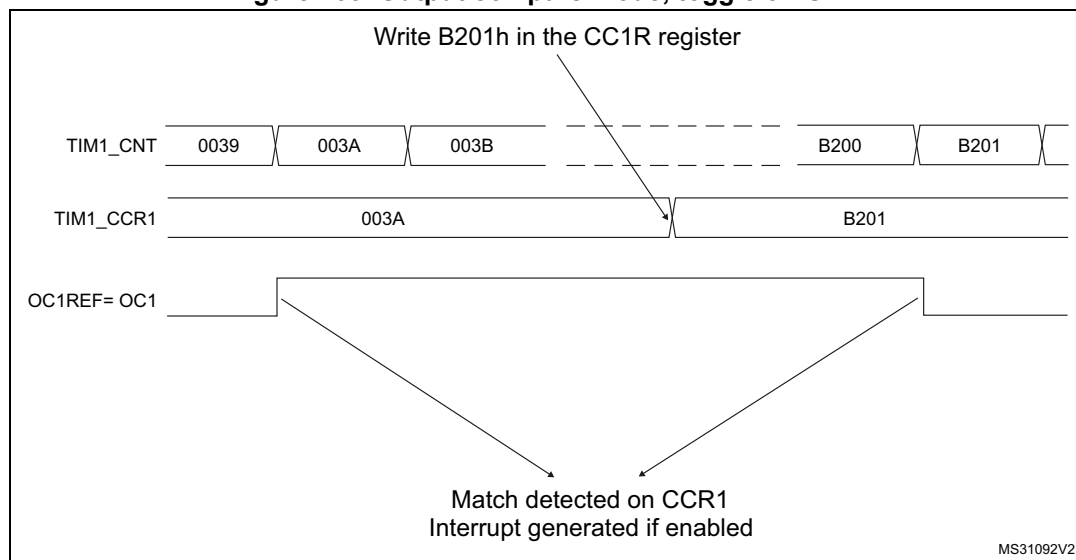 Write B201h in the CC1R register
TIM1_CNT 0039 003A 003B B200 B201
TIM1_CCR1 003A B201
OC1REF= OC1
Match detected on CCR1
Interrupt generated if enabled
MS31092V2